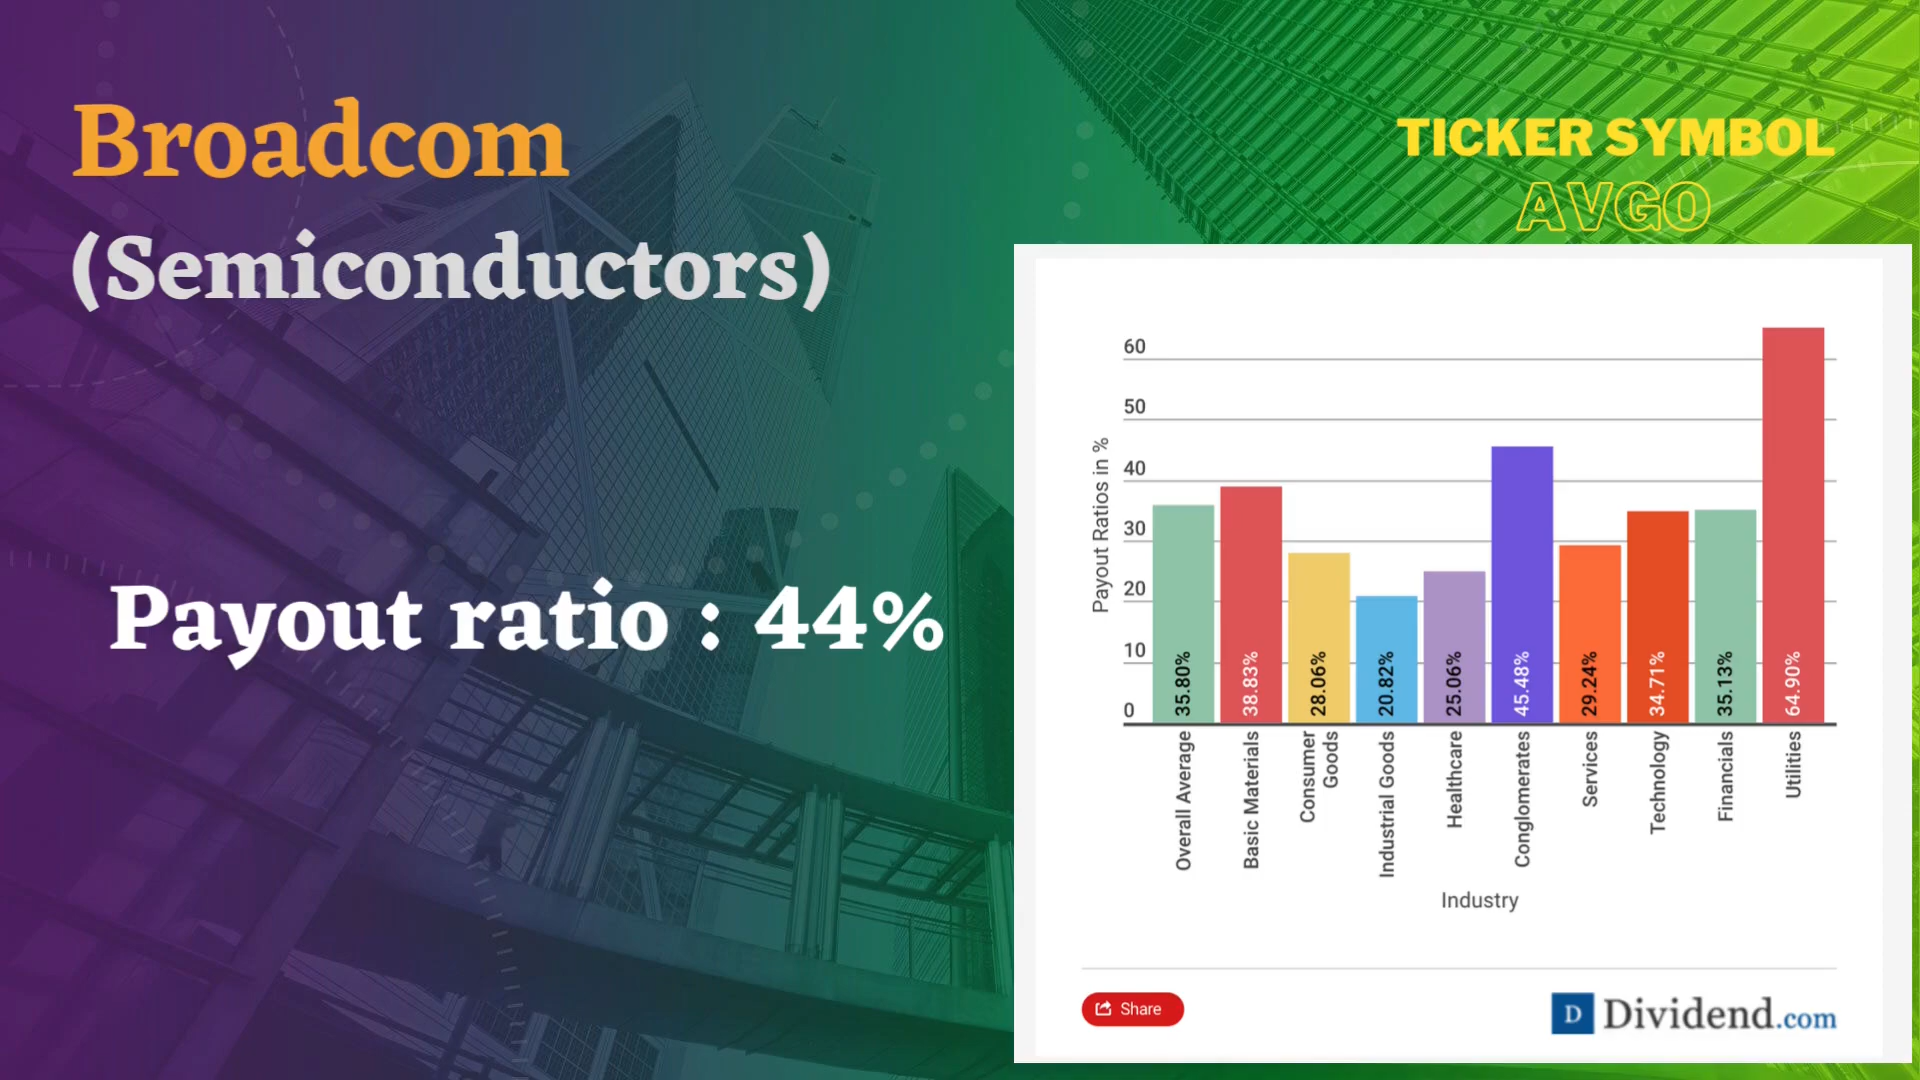 Broadcom
(Semiconductors)
Payout ratio : 44%
TICKER SYMBOL
AVGO
Payout Ratios in %
60
50
40
30
20
10
0
35.80%
38.83%
28.06%
20.82%
25.06%
45.48%
29.24%
34.71%
35.13%
64.90%
Overall Average
Basic Materials
Consumer
Goods
Industrial Goods
Healthcare
Conglomerates
Services
Technology
Financials
Utilities
Industry
Share
D Dividend.com